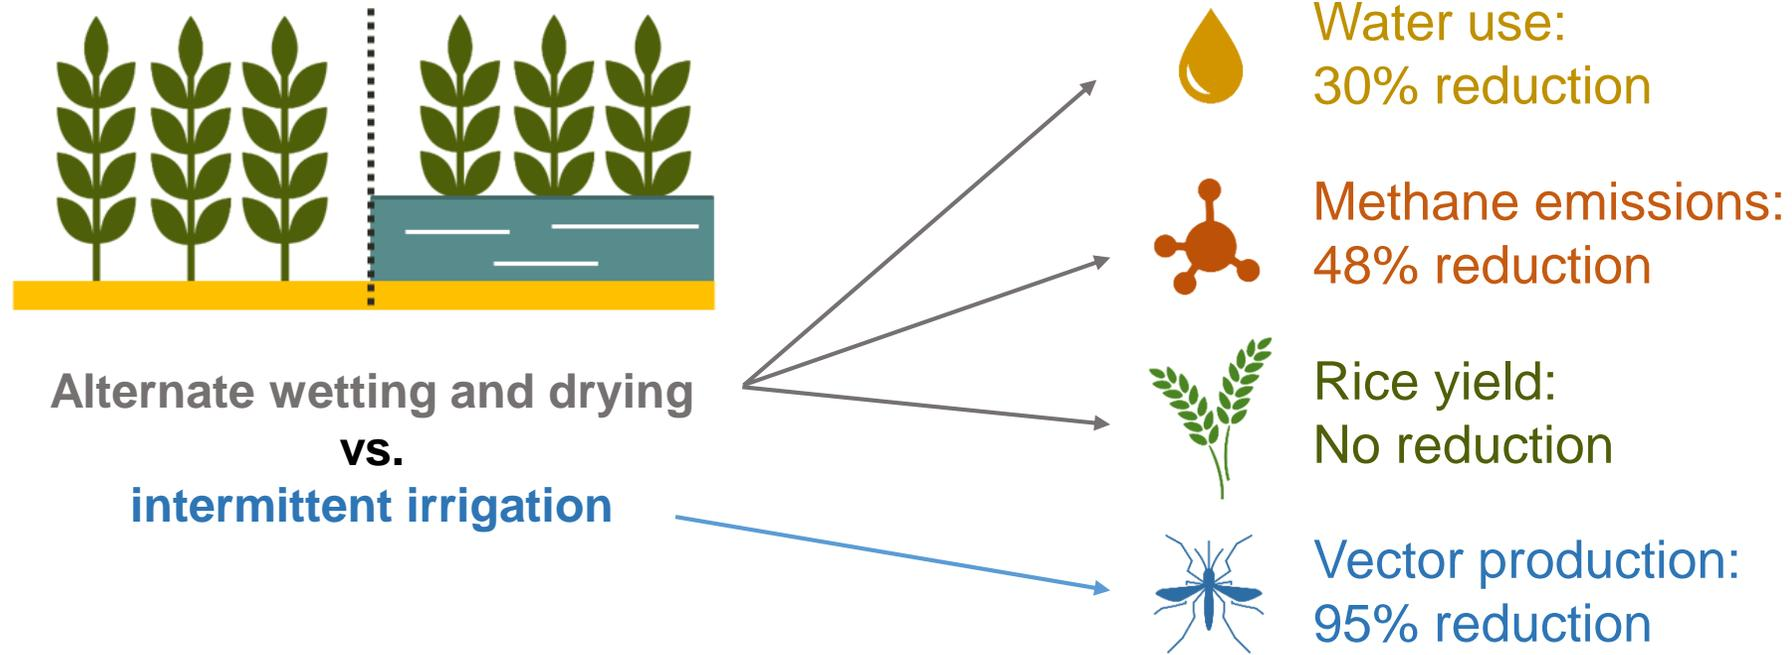 Water use:
30% reduction
Methane emissions:
48% reduction
Alternate wetting and drying
vs.
intermittent irrigation
Rice yield:
No reduction
Vector production:
95% reduction